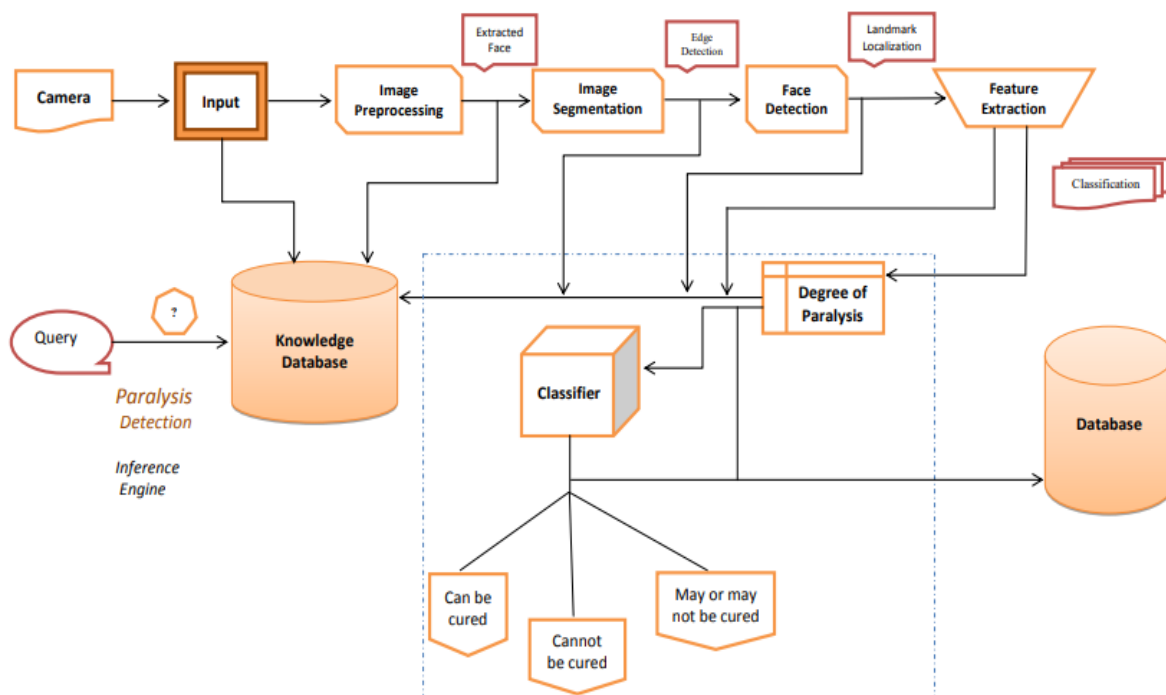 Extracted
Face
Edge
Detection
Landmark
Localization
Camera
Input
Image
Preprocessing
Image
Segmentation
Face
Detection
Feature
Extraction
Classification
Degree of
Paralysis
Query
?
Knowledge
Database
Paralysis
Detection
Inference
Engine
Classifier
Database
Can be
cured
Cannot
be cured
May or may
not be cured